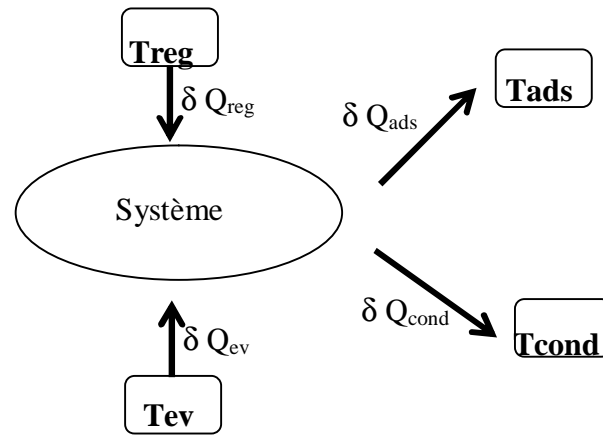 Treg
δ Qreg
Tads
δ Qads
Système
δ Qcond
Tcond
δ Qev
Tev